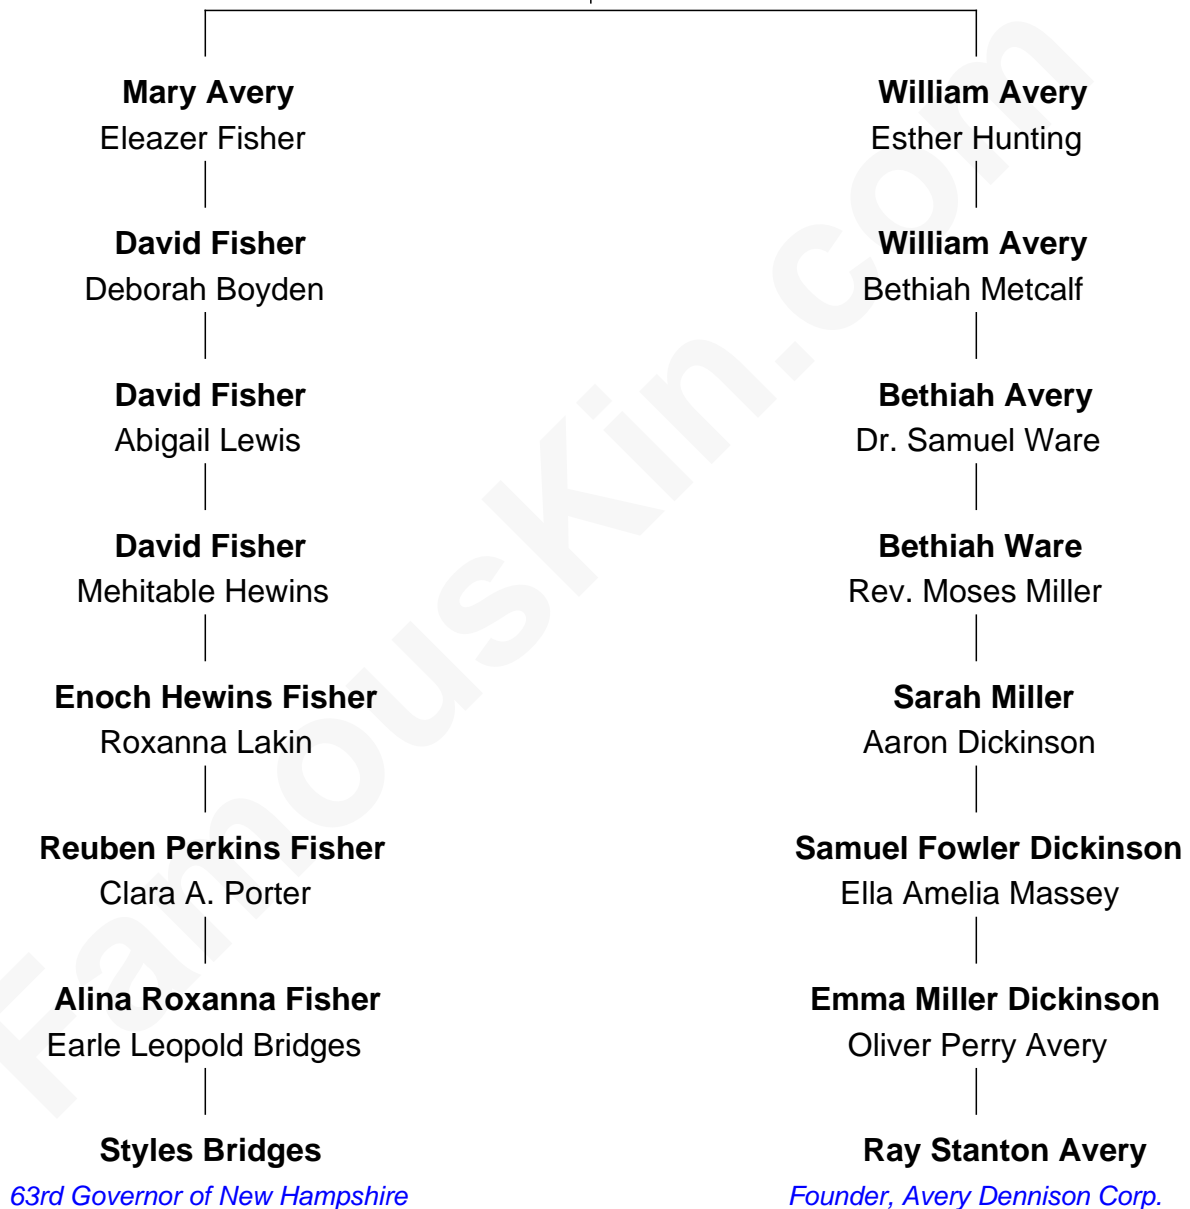 Mary Avery
Eleazer Fisher
David Fisher
Deborah Boyden
David Fisher
Abigail Lewis
David Fisher
Mehitable Hewins
Enoch Hewins Fisher
Roxanna Lakin
Reuben Perkins Fisher
Clara A. Porter
Alina Roxanna Fisher
Earle Leopold Bridges
Styles Bridges
63rd Governor of New Hampshire
William Avery
Esther Hunting
William Avery
Bethiah Metcalf
Bethiah Avery
Dr. Samuel Ware
Bethiah Ware
Rev. Moses Miller
Sarah Miller
Aaron Dickinson
Samuel Fowler Dickinson
Ella Amelia Massey
Emma Miller Dickinson
Oliver Perry Avery
Ray Stanton Avery
Founder, Avery Dennison Corp.
FamousKin.com